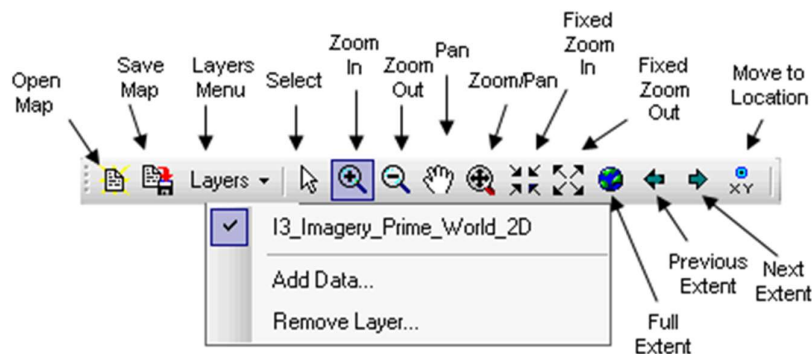 Open
Map
Save
Map
Layers
Menu
Select
Zoom
In
Zoom
Out
Pan
Zoom/Pan
Fixed
Zoom
In
Fixed
Zoom
Out
Move to
Location
Layers
XY
I3_Imagery_Prime_World_2D
Add Data...
Remove Layer...
Full
Extent
Previous
Extent
Next
Extent